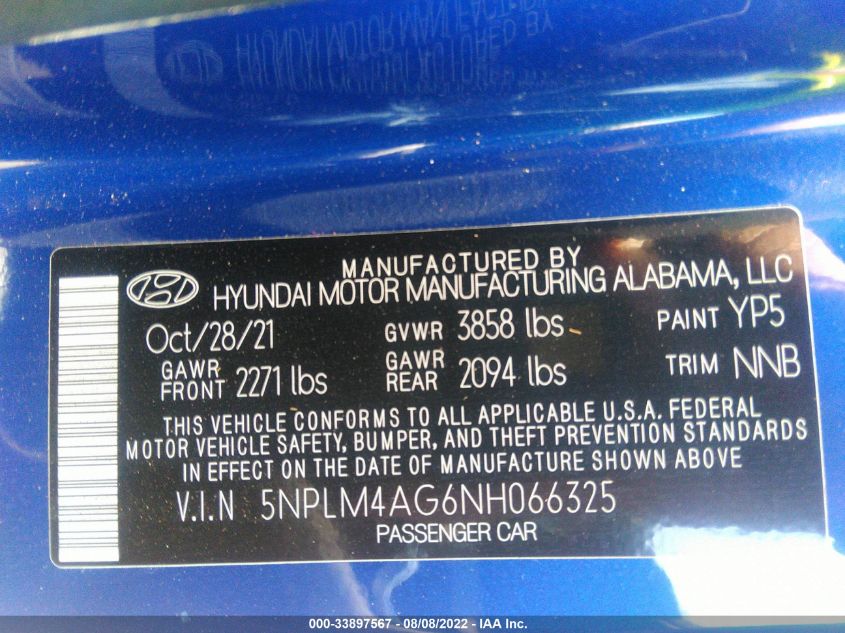 MANUFACTURED BY
HYUNDAI MOTOR MANUFACTURING ALABAMA, LLC
Oct/28/21 GVWR 3858 lbs PAINT YP5
GAWR FRONT 2271 lbs GAWR REAR 2094 lbs TRIM NNB
THIS VEHICLE CONFORMS TO ALL APPLICABLE U.S.A. FEDERAL
MOTOR VEHICLE SAFETY, BUMPER, AND THEFT PREVENTION STANDARDS
IN EFFECT ON THE DATE OF MANUFACTURE SHOWN ABOVE
V.I.N 5NPLM4AG6NH066325
PASSENGER CAR
000-33897567 - 08/08/2022 - IAA Inc.